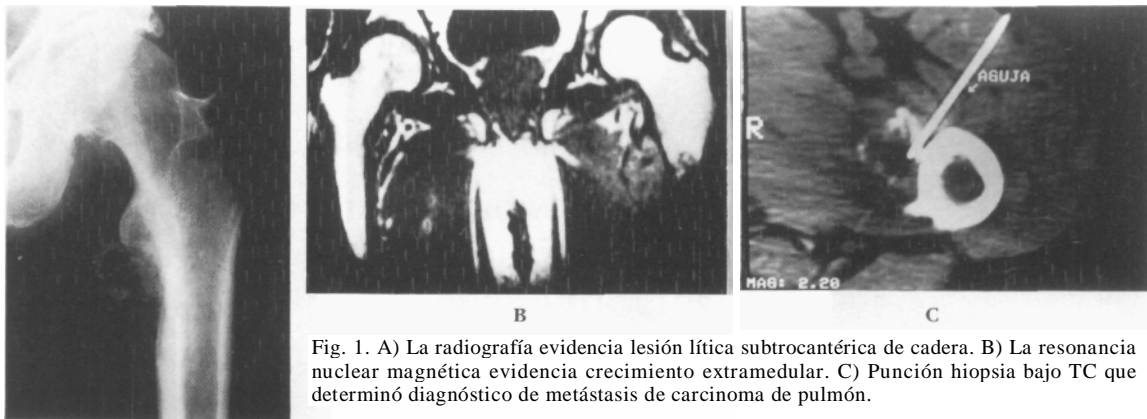 AGUJA
R
MAG: 2.20
B
C
Fig. 1. A) La radiografía evidencia lesión lítica subtrocantérica de cadera. B) La resonancia
nuclear magnética evidencia crecimiento extramedular. C) Punción hiopsia bajo TC que
determinó diagnóstico de metástasis de carcinoma de pulmón.